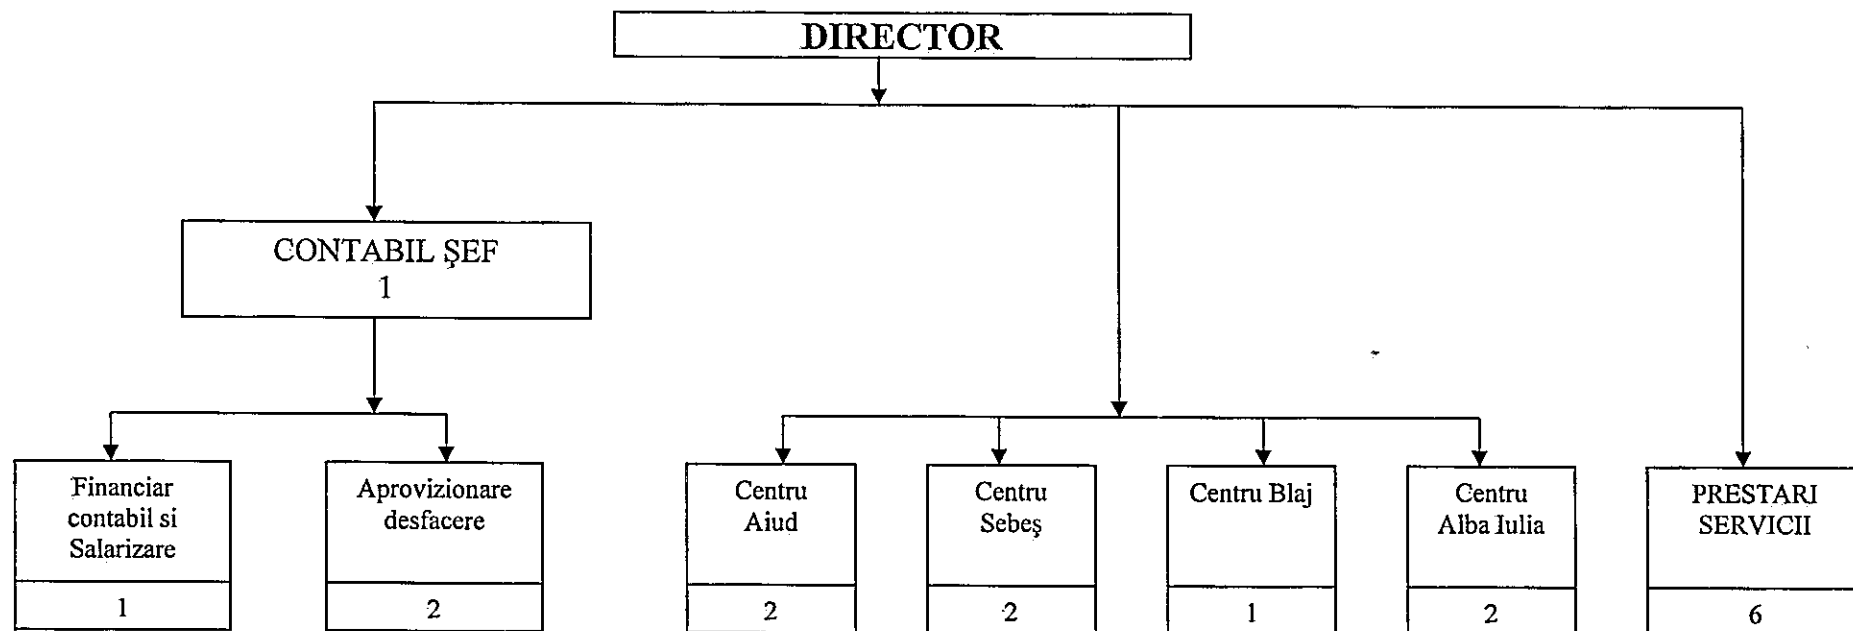 DIRECTOR
CONTABIL ŞEF
1
Financiar
contabil si
Salarizare
1
Aprovizionare
desfacere
2
Centru
Aiud
2
Centru
Sebeş
2
Centru Blaj
1
Centru
Alba Iulia
2
PRESTARI
SERVICII
6